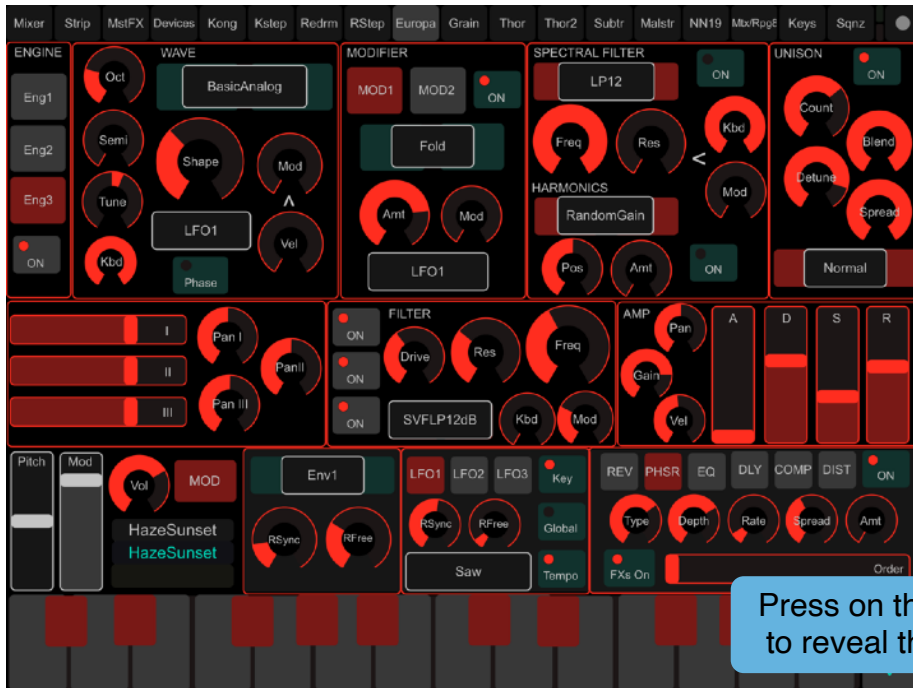 Mixer Strip MstFX Devices Kong Kstep Redrm RStep Europa Grain Thor Thor2 Subtr Malstr NN19 Mtx/RpgE Keys Sqnz
ENGINE
Eng1
Eng2
Eng3
ON
WAVE
Oct
BasicAnalog
Semi
Shape
Mod
Tune
<
LFO1
Vel
Kbd
Phase
MODIFIER
MOD1 MOD2 ON
Fold
Amt Mod
LFO1
SPECTRAL FILTER
LP12
ON
Freq Res Kbd
<
Mod
HARMONICS
RandomGain
Pos Amt ON
UNISON
ON
Count
Blend
Detune
Spread
Normal
I
II
III
Pan I
PanII
Pan III
FILTER
ON
ON
ON
Drive Res Freq
SVFLP12dB Kbd Mod
AMP
Pan
Gain
Vel
A D S R
Pitch Mod
Vol MOD
HazeSunset
HazeSunset
Env1
RSync RFree
LFO1 LFO2 LFO3 Key
RSync RFree Global
Saw Tempo
REV PHSR EQ DLY COMP DIST ON
Type Depth Rate Spread Amt
FXs On Order
Press on th
to reveal th